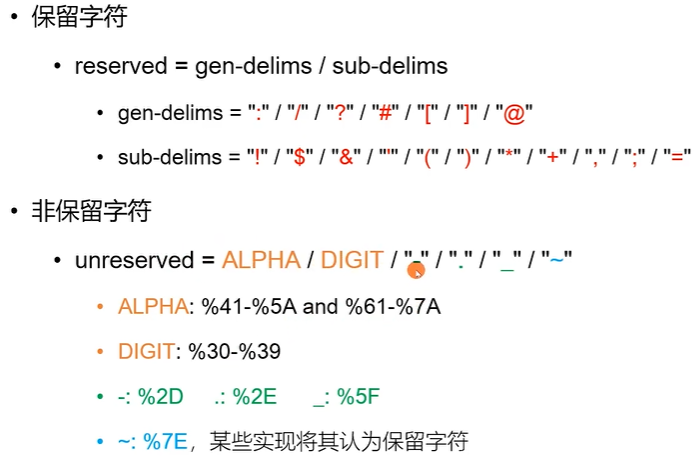 • 保留字符
• reserved = gen-delims / sub-delims
• gen-delims = ":" / "/" / "?" / "#" / "[" / "]" / "@"
• sub-delims = "!" / "$" / "&" / "'" / "(" / ")" / "*" / "+" / "," / ";" / "="
• 非保留字符
• unreserved = ALPHA / DIGIT / "-" / "." / "_" / "~"
• ALPHA: %41-%5A and %61-%7A
• DIGIT: %30-%39
• -: %2D .: %2E _: %5F
• ~: %7E，某些实现将其认为保留字符